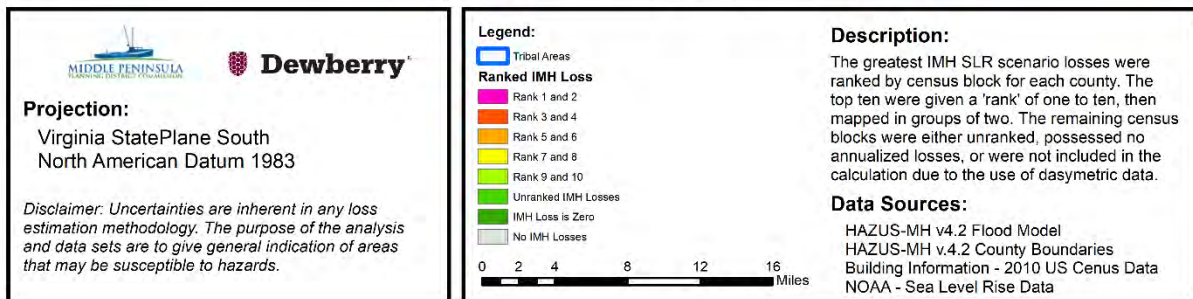 MIDDLE PENINSULA
PLANNING DISTRICT COMMISSION
Dewberry
Projection:
Virginia StatePlane South
North American Datum 1983
Disclaimer: Uncertainties are inherent in any loss
estimation methodology. The purpose of the analysis
and data sets are to give general indication of areas
that may be susceptible to hazards.
Legend:
Tribal Areas
Ranked IMH Loss
Rank 1 and 2
Rank 3 and 4
Rank 5 and 6
Rank 7 and 8
Rank 9 and 10
Unranked IMH Losses
IMH Loss is Zero
No IMH Losses
0 2 4 8 12 16
Miles
Description:
The greatest IMH SLR scenario losses were
ranked by census block for each county. The
top ten were given a 'rank' of one to ten, then
mapped in groups of two. The remaining census
blocks were either unranked, possessed no
annualized losses, or were not included in the
calculation due to the use of dasymetric data.
Data Sources:
HAZUS-MH v4.2 Flood Model
HAZUS-MH v.4.2 County Boundaries
Building Information - 2010 US Cenus Data
NOAA - Sea Level Rise Data